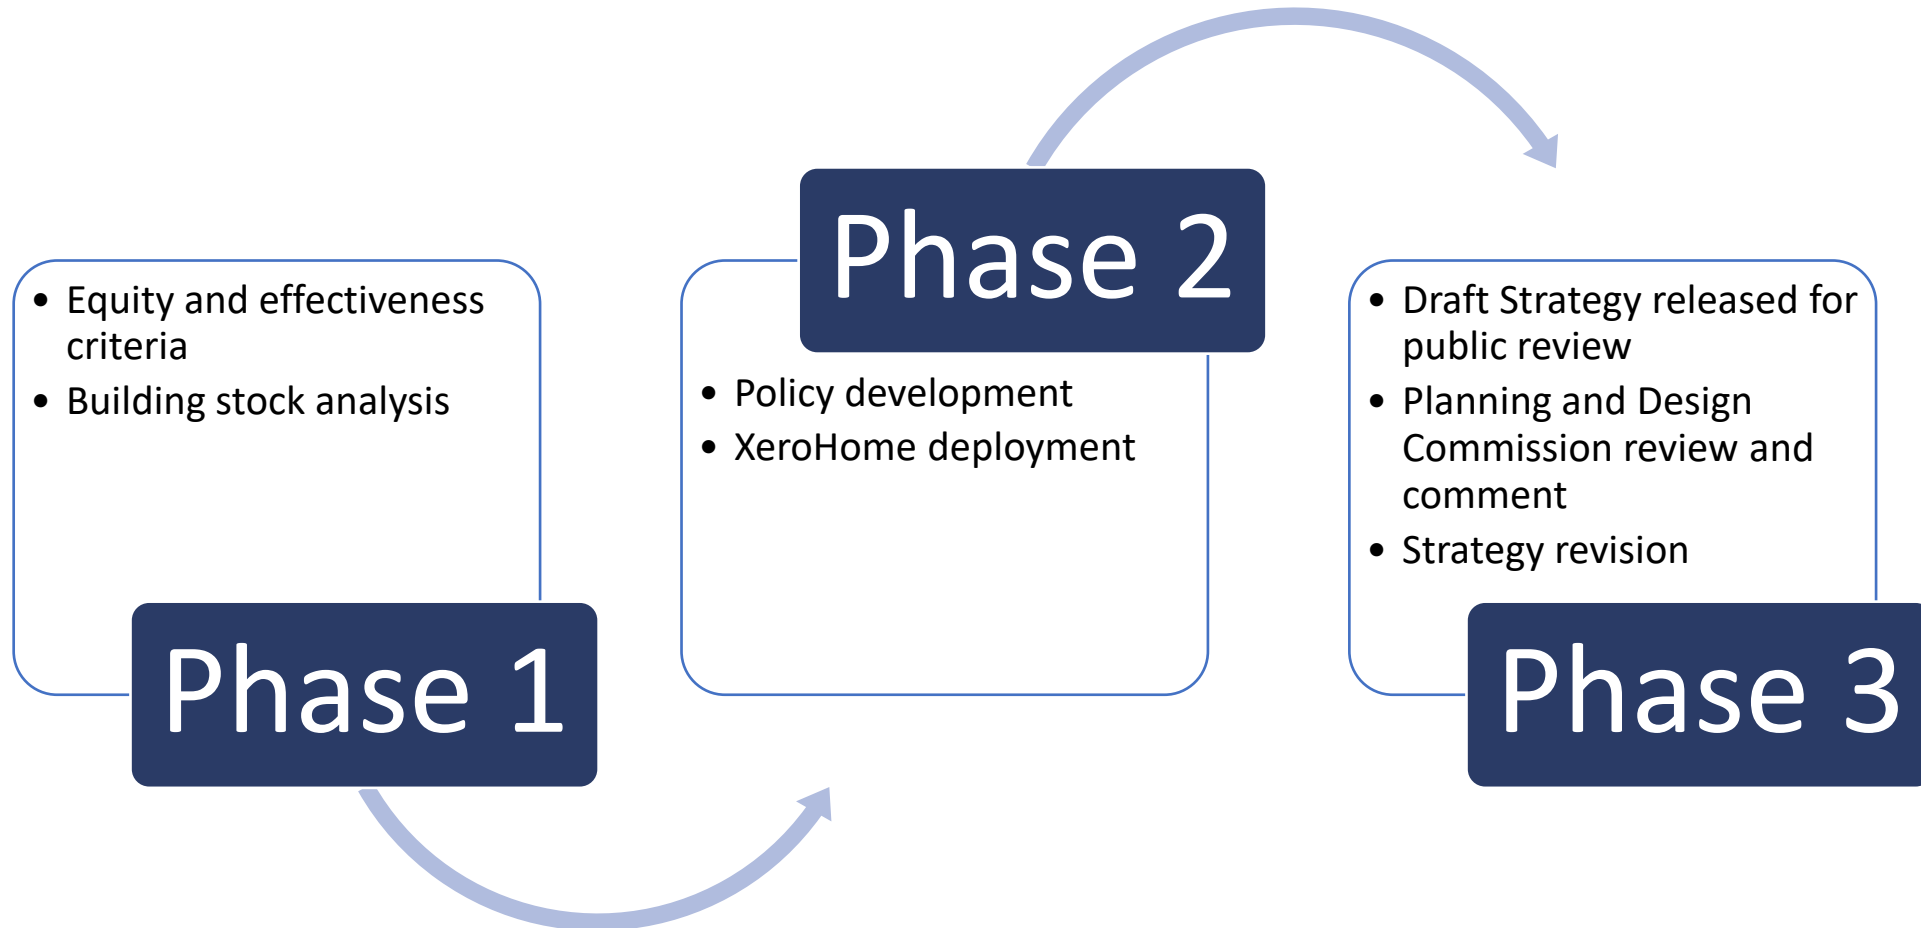 • Equity and effectiveness
criteria
• Building stock analysis
Phase 1
Phase 2
• Policy development
• XeroHome deployment
• Draft Strategy released for
public review
• Planning and Design
Commission review and
comment
• Strategy revision
Phase 3